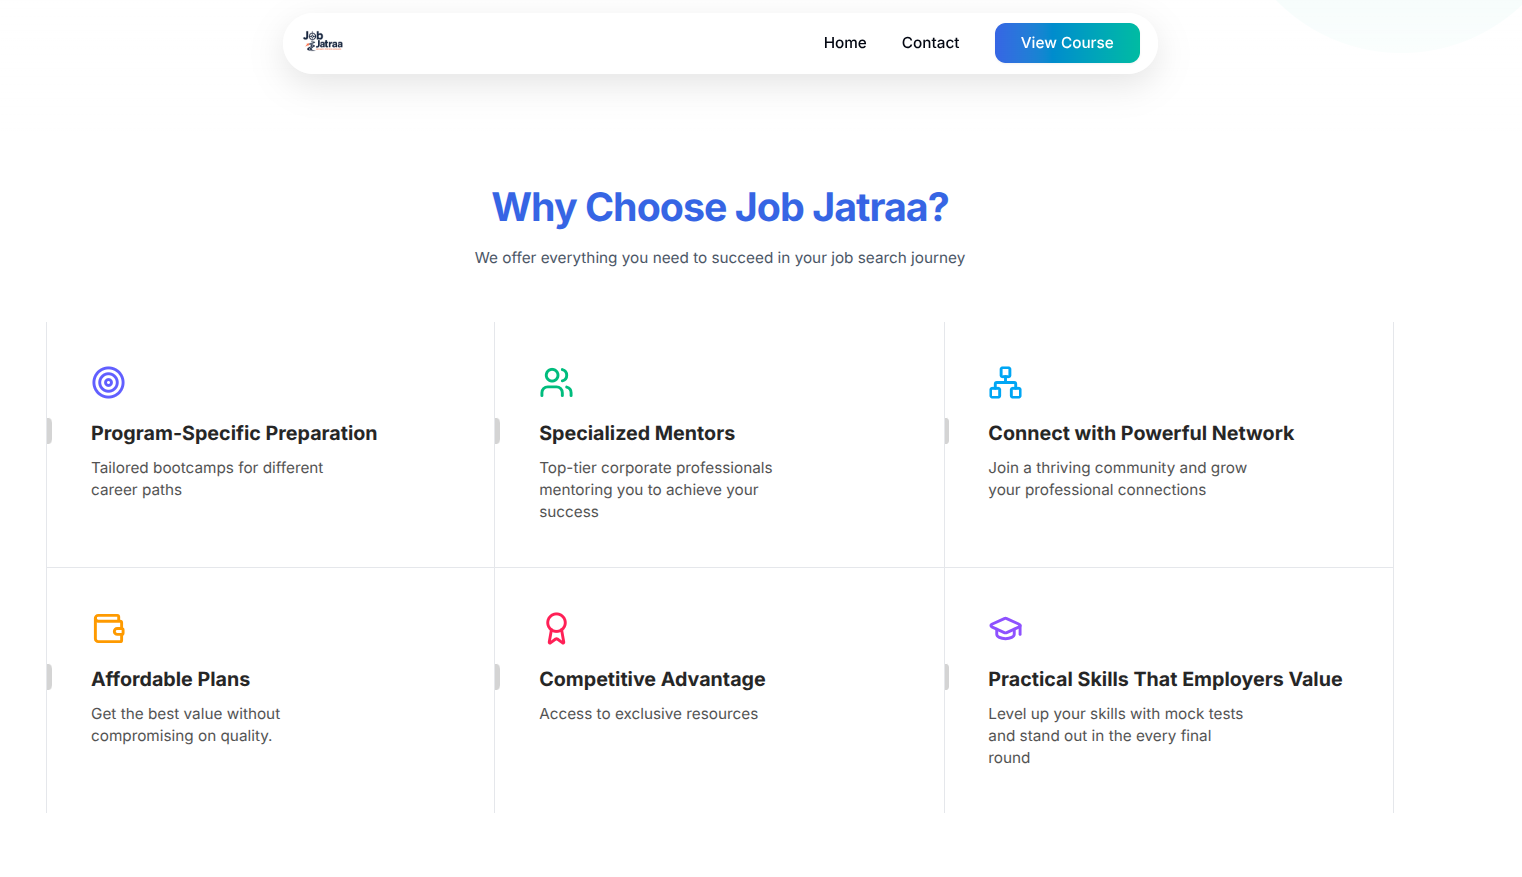 Job
Jatraa
Home
Contact
View Course
Why Choose Job Jatraa?
We offer everything you need to succeed in your job search journey
Program-Specific Preparation
Tailored bootcamps for different
career paths
Specialized Mentors
Top-tier corporate professionals
mentoring you to achieve your
success
Connect with Powerful Network
Join a thriving community and grow
your professional connections
Affordable Plans
Get the best value without
compromising on quality.
Competitive Advantage
Access to exclusive resources
Practical Skills That Employers Value
Level up your skills with mock tests
and stand out in the every final
round